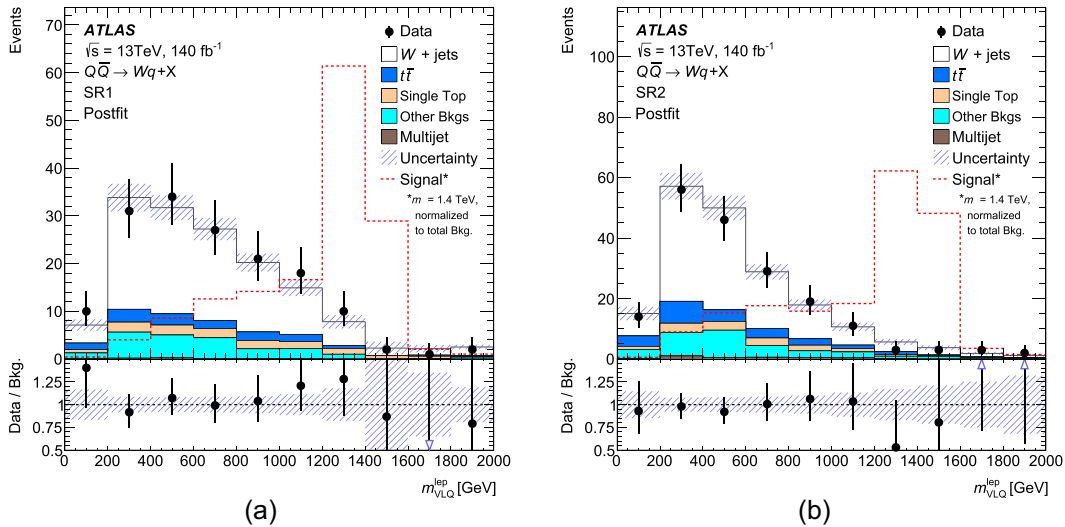 Events
70
60
50
40
30
20
10
0
ATLAS
√s = 13TeV, 140 fb⁻¹
QQ̅ → Wq+X
SR1
Postfit
Data
W + jets
tt̅
Single Top
Other Bkgs
Multijet
Uncertainty
Signal*
*m = 1.4 TeV,
normalized
to total Bkg.
Data / Bkg.
1.25
1
0.75
0.5
0 200 400 600 800 1000 1200 1400 1600 1800 2000
m_VLQ^lep [GeV]
(a)
Events
100
80
60
40
20
0
ATLAS
√s = 13TeV, 140 fb⁻¹
QQ̅ → Wq+X
SR2
Postfit
Data
W + jets
tt̅
Single Top
Other Bkgs
Multijet
Uncertainty
Signal*
*m = 1.4 TeV,
normalized
to total Bkg.
Data / Bkg.
1.25
1
0.75
0.5
0 200 400 600 800 1000 1200 1400 1600 1800 2000
m_VLQ^lep [GeV]
(b)